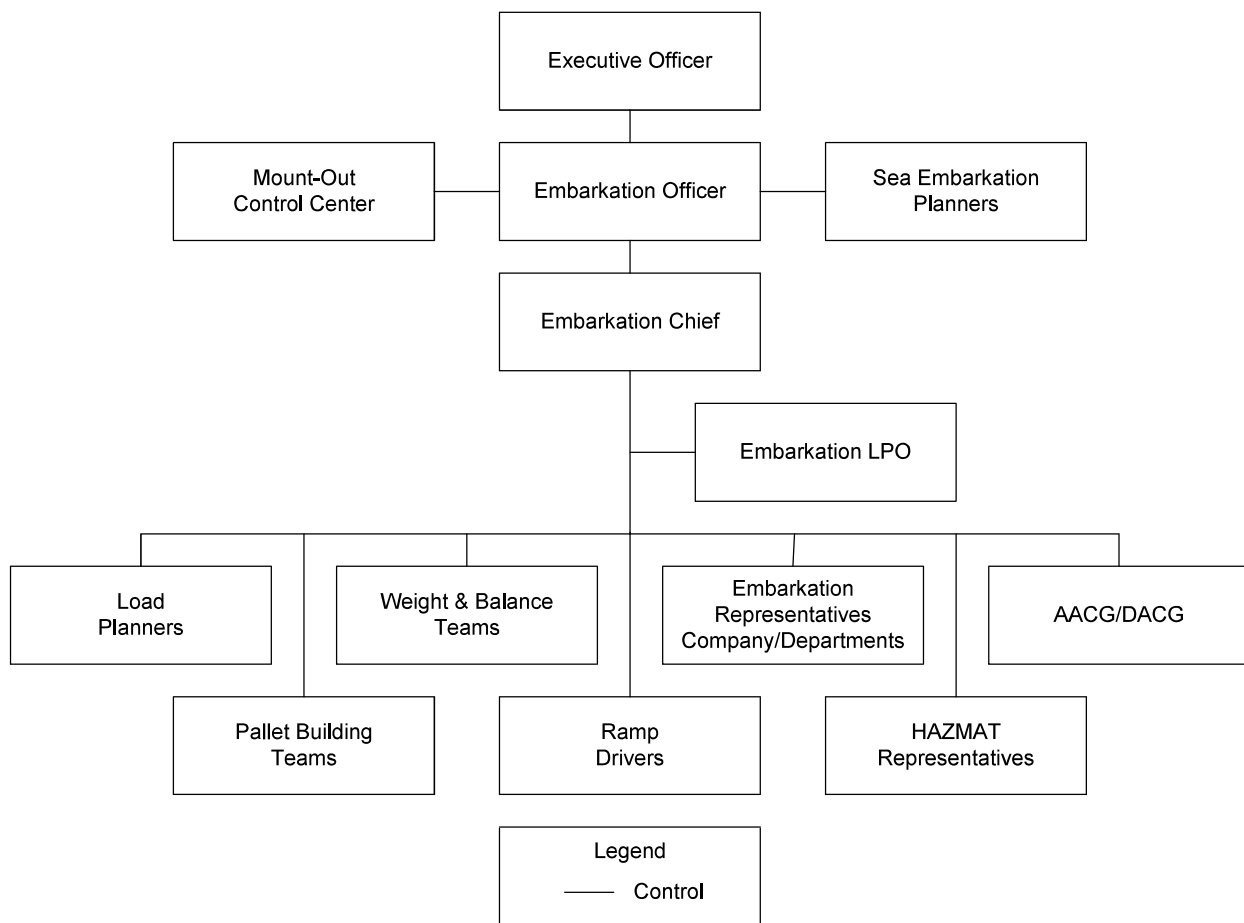 Executive Officer
Mount-Out
Control Center
Embarkation Officer
Sea Embarkation
Planners
Embarkation Chief
Embarkation LPO
Load
Planners
Weight & Balance
Teams
Embarkation
Representatives
Company/Departments
AACG/DACG
Pallet Building
Teams
Ramp
Drivers
HAZMAT
Representatives
Legend
Control